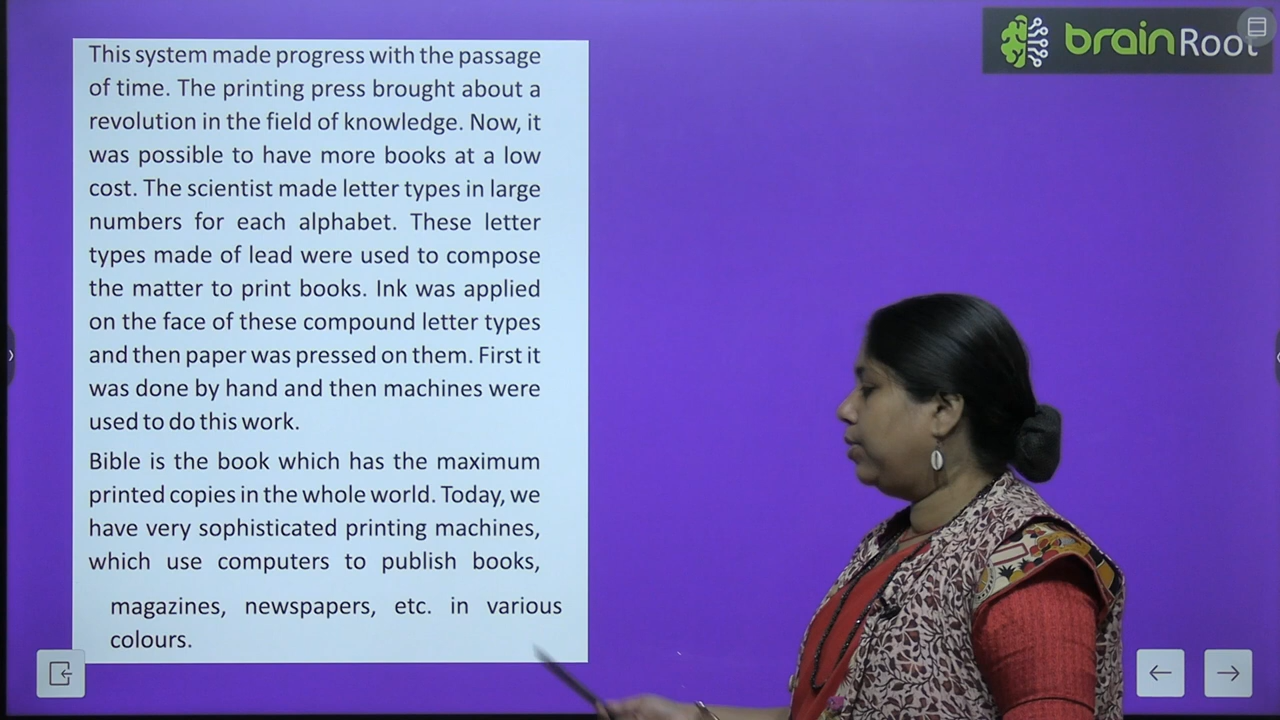 brainRoot
This system made progress with the passage
of time. The printing press brought about a
revolution in the field of knowledge. Now, it
was possible to have more books at a low
cost. The scientist made letter types in large
numbers for each alphabet. These letter
types made of lead were used to compose
the matter to print books. Ink was applied
on the face of these compound letter types
and then paper was pressed on them. First it
was done by hand and then machines were
used to do this work.
Bible is the book which has the maximum
printed copies in the whole world. Today, we
have very sophisticated printing machines,
which use computers to publish books,
magazines, newspapers, etc. in various
colours.